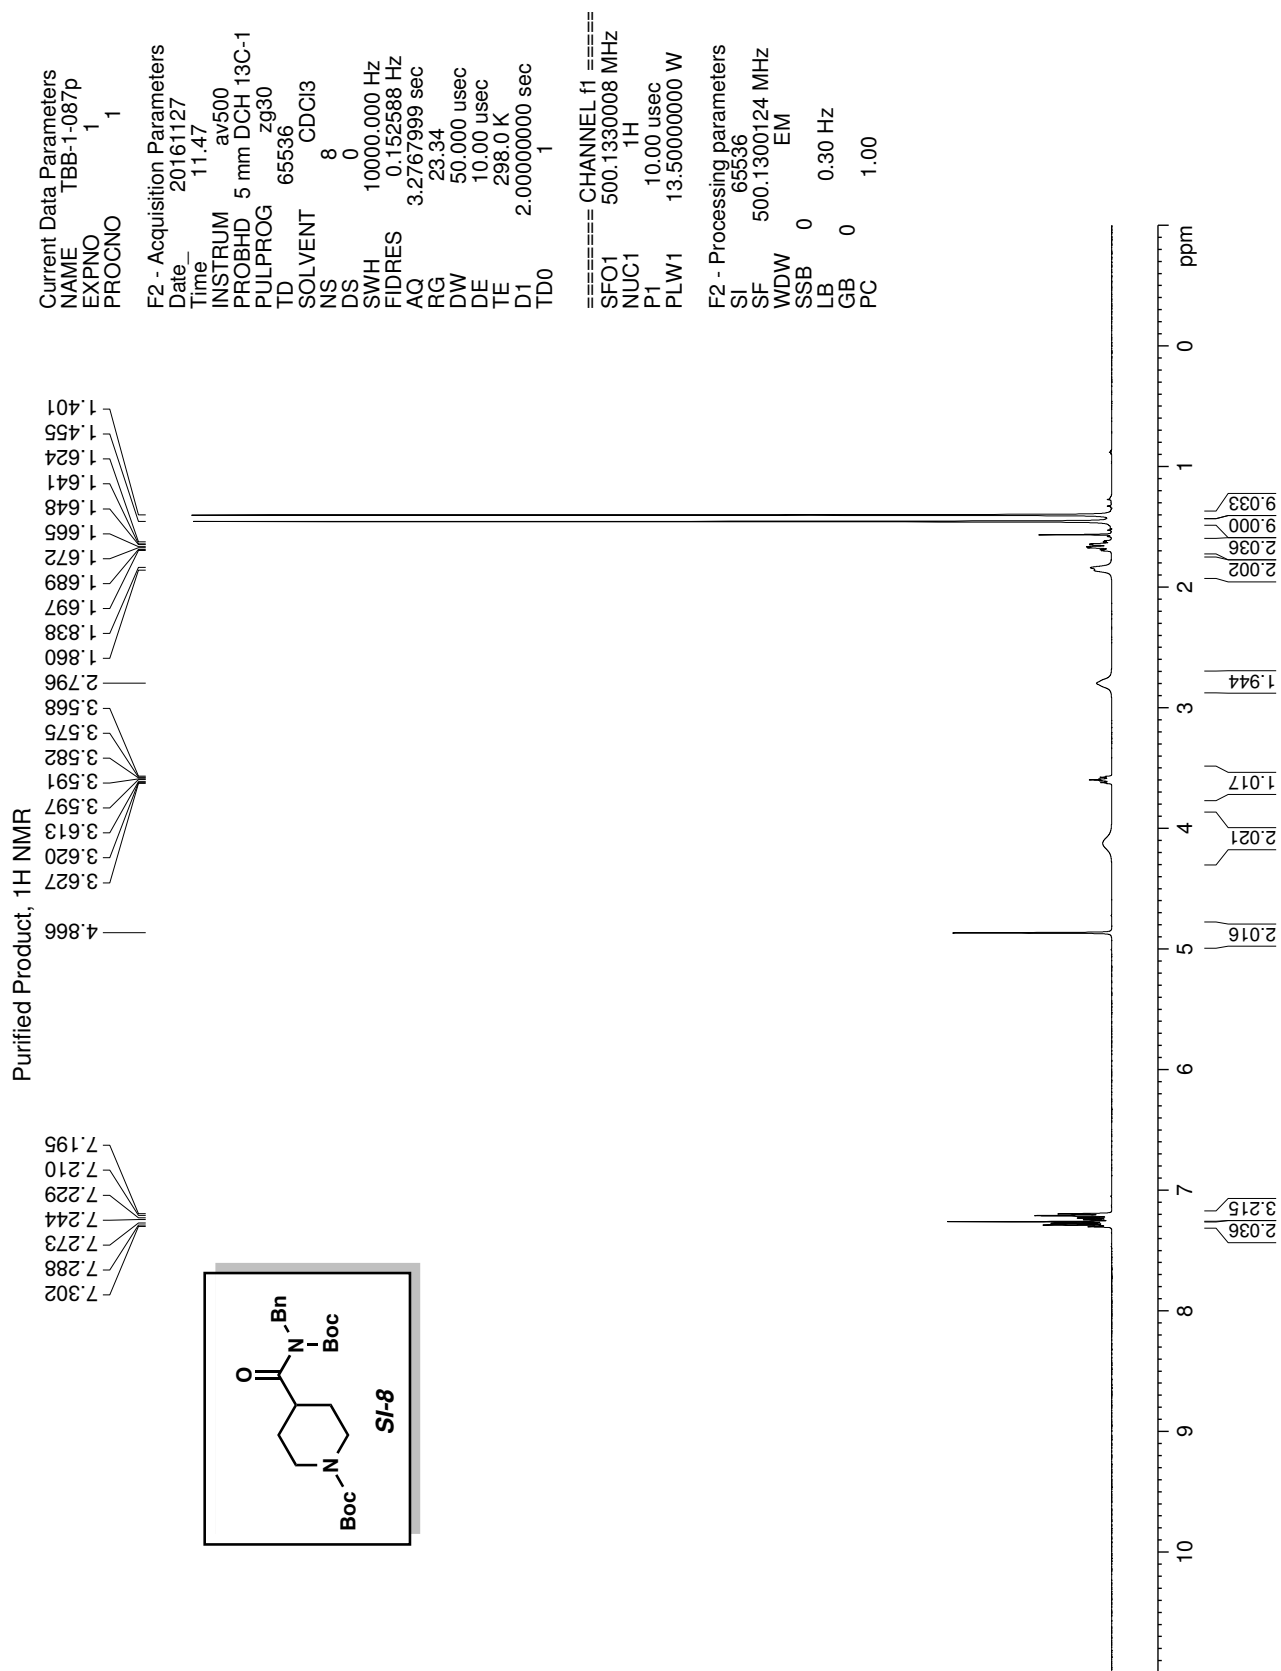 Purified Product, 1H NMR
7.302
7.288
7.273
7.244
7.229
7.210
7.195
4.866
3.627
3.620
3.613
3.597
3.591
3.582
3.575
3.568
2.796
1.860
1.838
1.697
1.689
1.672
1.665
1.648
1.641
1.624
1.455
1.401
Current Data Parameters
NAME TBB-1-087p
EXPNO 1
PROCNO 1
F2 - Acquisition Parameters
Date_ 20161127
Time 11.47
INSTRUM av500
PROBHD 5 mm DCH 13C-1
PULPROG zg30
TD 65536
SOLVENT CDCl3
NS 8
DS 0
SWH 10000.000 Hz
FIDRES 0.152588 Hz
AQ 3.2767999 sec
RG 23.34
DW 50.000 usec
DE 10.00 usec
TE 298.0 K
D1 2.00000000 sec
TD0 1
======== CHANNEL f1 ========
SFO1 500.1330008 MHz
NUC1 1H
P1 10.00 usec
PLW1 13.50000000 W
F2 - Processing parameters
SI 65536
SF 500.1300124 MHz
WDW EM
SSB 0
LB 0.30 Hz
GB 0
PC 1.00
O
N
Bn
Boc
N
Boc
SI-8
10 9 8 7 6 5 4 3 2 1 0 ppm
2.036
3.215
2.016
2.021
1.017
1.944
2.002
2.036
9.000
9.033